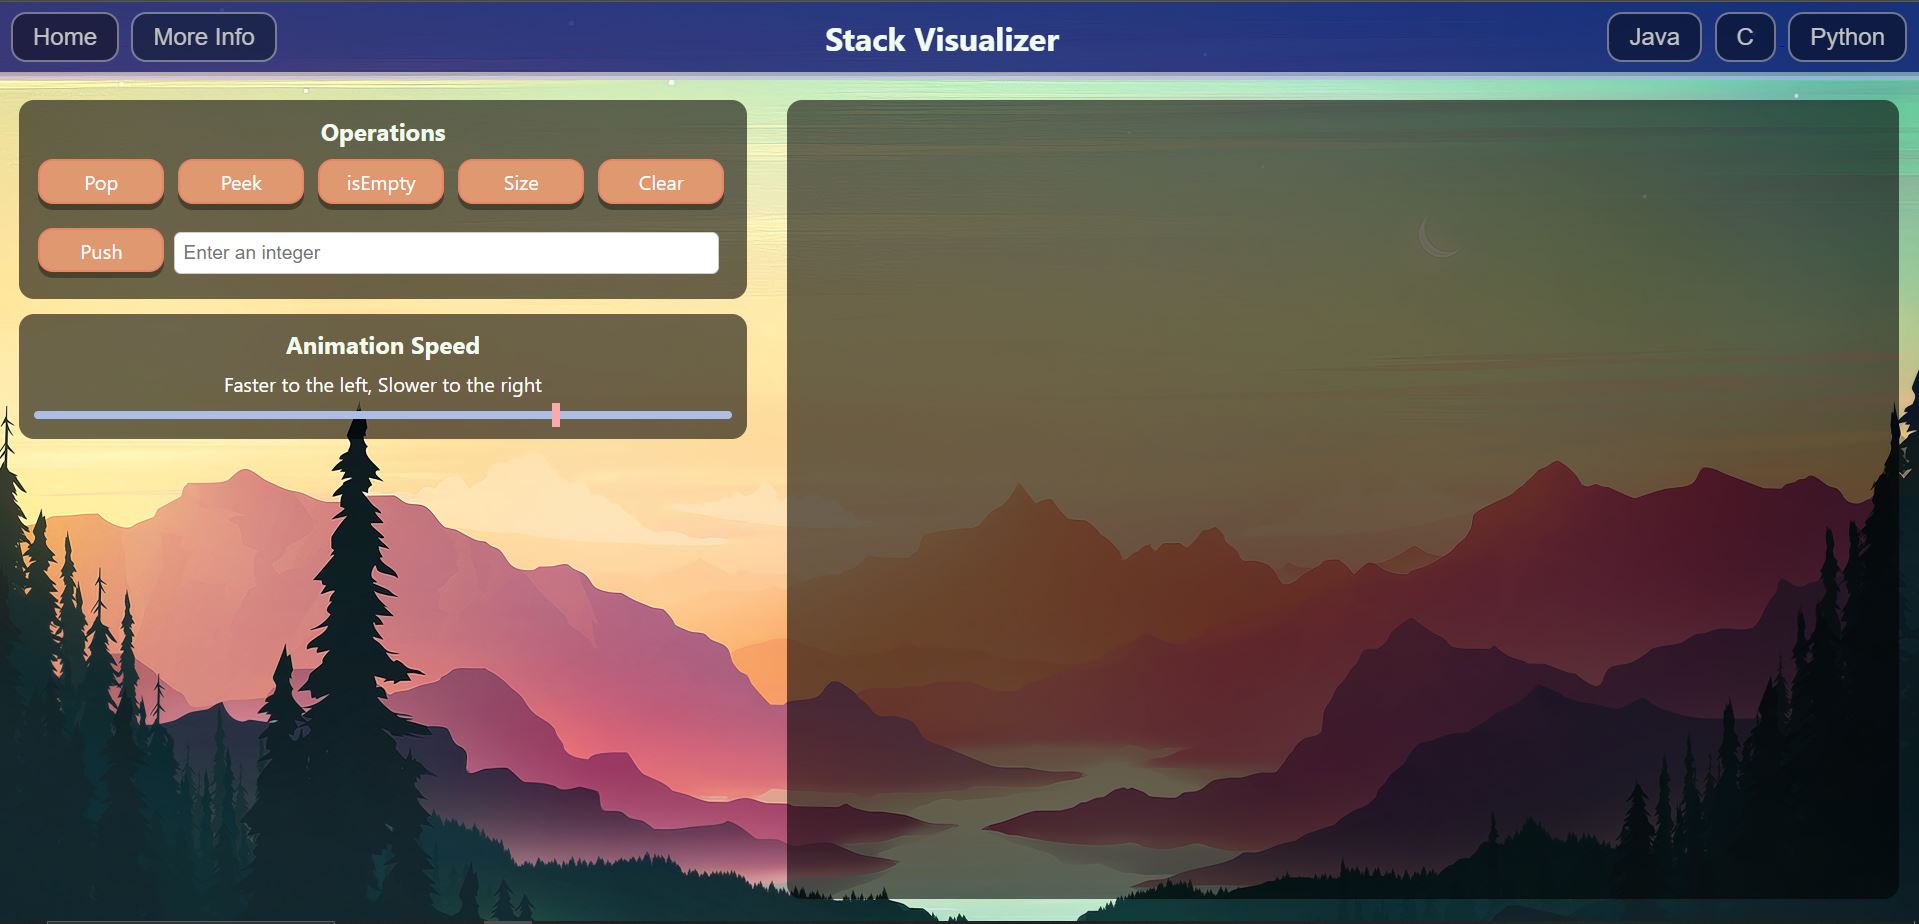 Home More Info Stack Visualizer Java C Python
Operations
Pop Peek isEmpty Size Clear
Push Enter an integer
Animation Speed
Faster to the left, Slower to the right